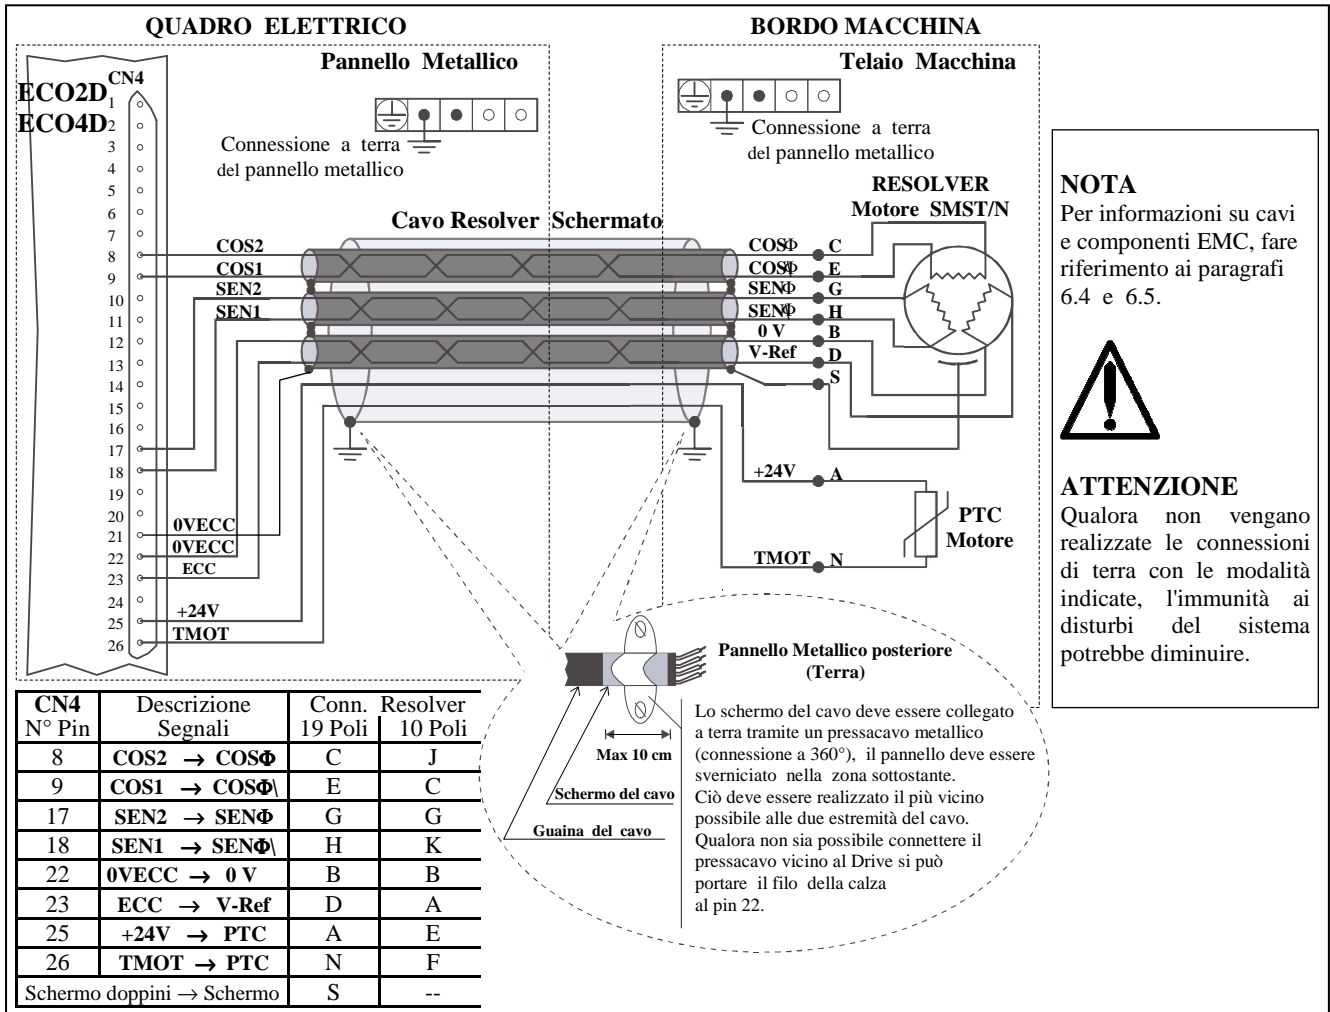 QUADRO ELETTRICO
BORDO MACCHINA
Pannello Metallico
Telaio Macchina
CN4
ECO2D
ECO4D
1
2
3
4
5
6
7
8
9
10
11
12
13
14
15
16
17
18
19
20
21
22
23
24
25
26
Connessione a terra
del pannello metallico
Connessione a terra
del pannello metallico
RESOLVER
Motore SMST/N
Cavo Resolver Schermato
COS2
COS1
SEN2
SEN1
COSΦ C
COSΦ E
SENΦ G
SENΦ H
0 V B
V-Ref D
S
0VECC
0VECC
ECC
+24V
TMOT
+24V A
TMOT N
PTC
Motore
NOTA
Per informazioni su cavi
e componenti EMC, fare
riferimento ai paragrafi
6.4 e 6.5.
ATTENZIONE
Qualora non vengano
realizzate le connessioni
di terra con le modalità
indicate, l'immunità ai
disturbi del sistema
potrebbe diminuire.
Pannello Metallico posteriore
(Terra)
Lo schermo del cavo deve essere collegato
a terra tramite un pressacavo metallico
(connessione a 360°), il pannello deve essere
sverniciato nella zona sottostante.
Ciò deve essere realizzato il più vicino
possibile alle due estremità del cavo.
Qualora non sia possibile connettere il
pressacavo vicino al Drive si può
portare il filo della calza
al pin 22.
Max 10 cm
Schermo del cavo
Guaina del cavo
CN4 Descrizione Conn. Resolver
N° Pin Segnali 19 Poli 10 Poli
8 COS2 → COSΦ C J
9 COS1 → COSΦ\ E C
17 SEN2 → SENΦ G G
18 SEN1 → SENΦ\ H K
22 0VECC → 0 V B B
23 ECC → V-Ref D A
25 +24V → PTC A E
26 TMOT → PTC N F
Schermo doppini → Schermo S --